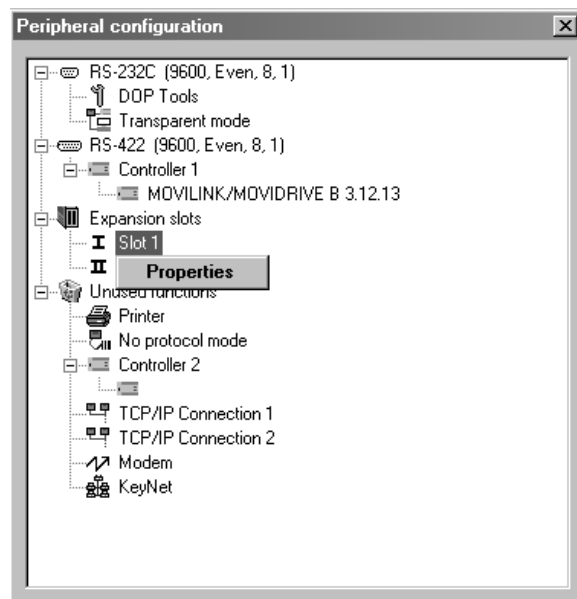 Peripheral configuration
RS-232C (9600, Even, 8, 1)
DOP Tools
Transparent mode
RS-422 (9600, Even, 8, 1)
Controller 1
MOVILINK/MOVIDRIVE B 3.12.13
Expansion slots
I Slot 1
II
Properties
Unused functions
Printer
No protocol mode
Controller 2
TCP/IP Connection 1
TCP/IP Connection 2
Modem
KeyNet